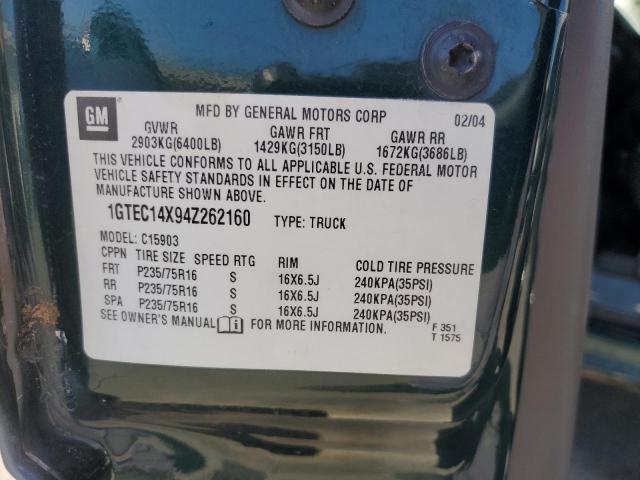 GM
MFD BY GENERAL MOTORS CORP 02/04
GVWR GAWR FRT GAWR RR
2903KG(6400LB) 1429KG(3150LB) 1672KG(3686LB)
THIS VEHICLE CONFORMS TO ALL APPLICABLE U.S. FEDERAL MOTOR
VEHICLE SAFETY STANDARDS IN EFFECT ON THE DATE OF
MANUFACTURE SHOWN ABOVE.
1GTEC14X94Z262160 TYPE: TRUCK
MODEL: C15903
CPPN TIRE SIZE SPEED RTG RIM COLD TIRE PRESSURE
FRT P235/75R16 S 16X6.5J 240KPA(35PSI)
RR P235/75R16 S 16X6.5J 240KPA(35PSI)
SPA P235/75R16 S 16X6.5J 240KPA(35PSI)
SEE OWNER'S MANUAL FOR MORE INFORMATION. F 351
T 1575